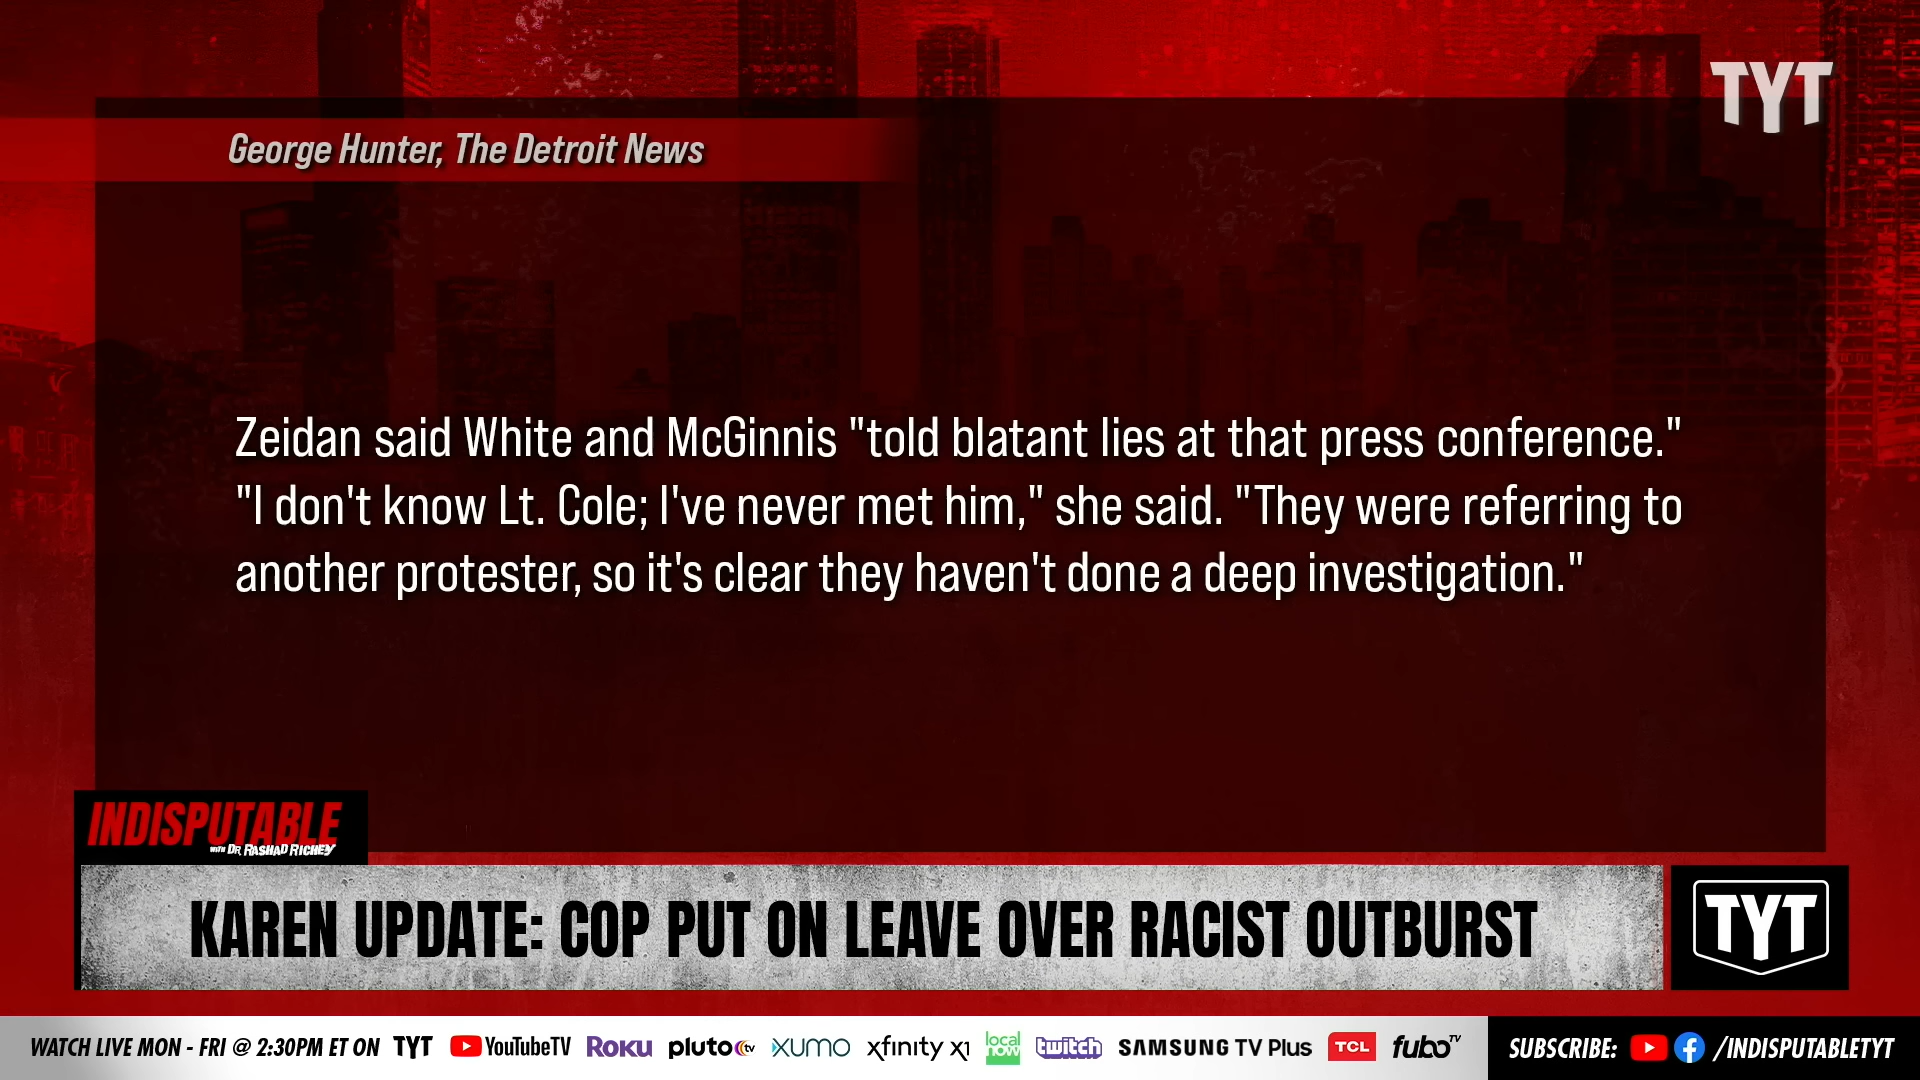 TYT
George Hunter, The Detroit News
Zeidan said White and McGinnis "told blatant lies at that press conference."
"I don't know Lt. Cole; I've never met him," she said. "They were referring to
another protester, so it's clear they haven't done a deep investigation."
INDISPUTABLE
WITH DR RASHAD RICHEY
KAREN UPDATE: COP PUT ON LEAVE OVER RACIST OUTBURST
TYT
WATCH LIVE MON - FRI @ 2:30PM ET ON TYT YouTubeTV ROKU pluto tv XUMO xfinity x1 local now twitch SAMSUNG TV Plus TCL fubo TV SUBSCRIBE: /INDISPUTABLETYT